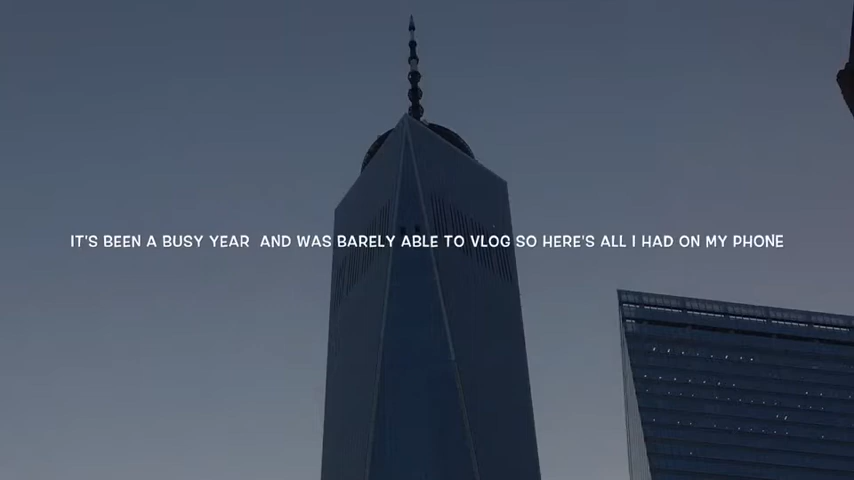 IT'S BEEN A BUSY YEAR  AND WAS BARELY ABLE TO VLOG SO HERE'S ALL I HAD ON MY PHONE